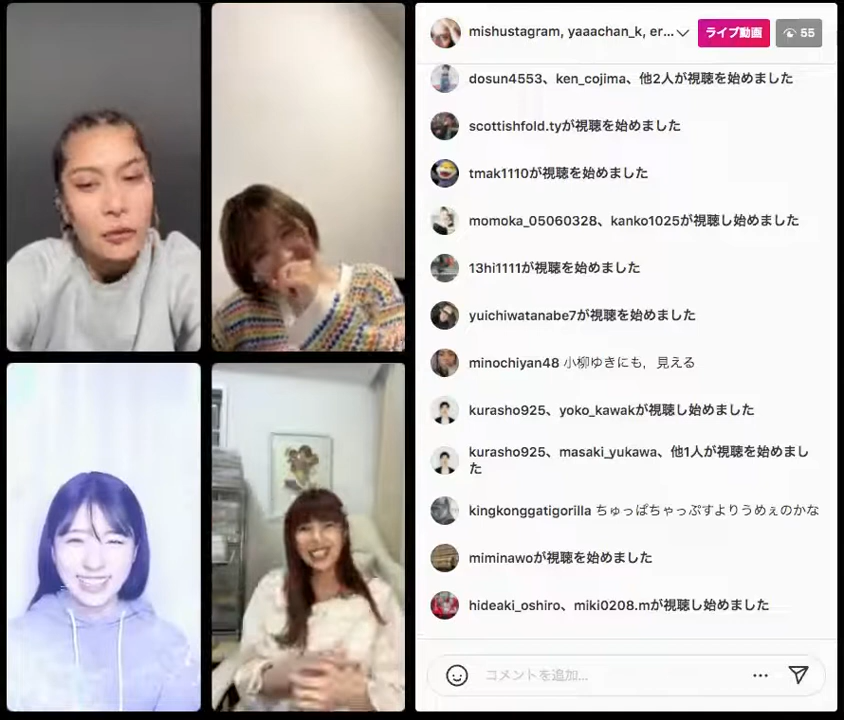 mishustagram, yaaachan_k, er...
ライブ動画
55
dosun4553、ken_cojima、他2人が視聴を始めました
scottishfold.tyが視聴を始めました
tmak1110が視聴を始めました
momoka_05060328、kanko1025が視聴し始めました
13hi1111が視聴を始めました
yuichiwatanabe7が視聴を始めました
minochiyan48 小柳ゆきにも，見える
kurasho925、yoko_kawakが視聴し始めました
kurasho925、masaki_yukawa、他1人が視聴を始めまし
た
kingkonggatigorilla ちゅっぱちゃっぷすよりうめぇのかな
miminawoが視聴を始めました
hideaki_oshiro、miki0208.mが視聴し始めました
コメントを追加...